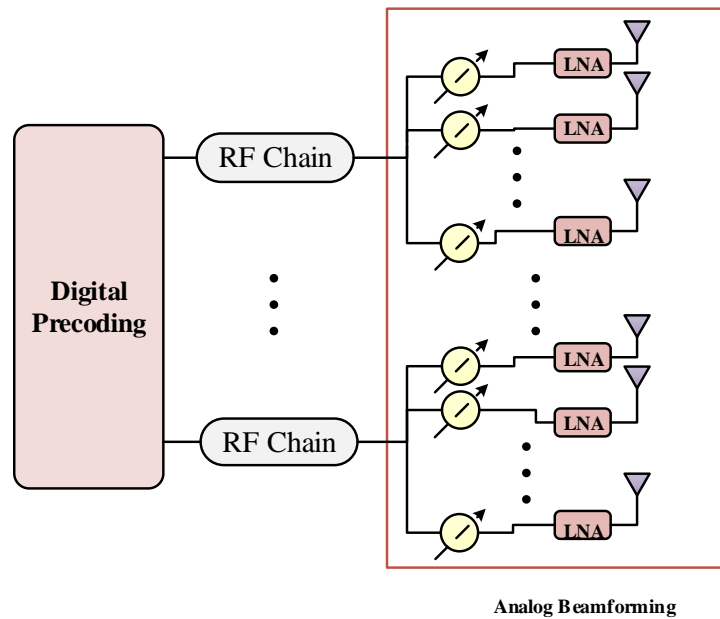 LNA
LNA
RF Chain
LNA
Digital
Precoding
LNA
LNA
RF Chain
LNA
Analog Beamforming